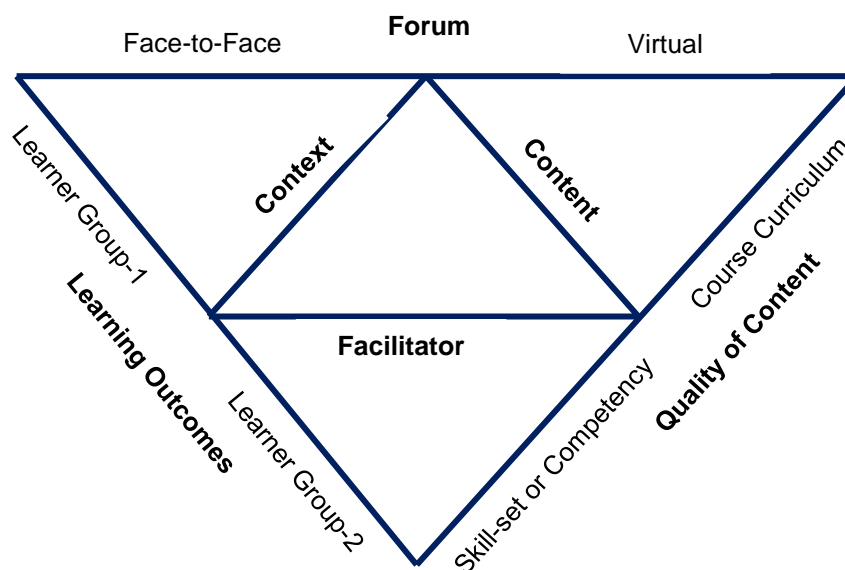 Forum
Face-to-Face
Virtual
Context
Content
Learner Group-1
Course Curriculum
Learning Outcomes
Quality of Content
Facilitator
Learner Group-2
Skill-set or Competency